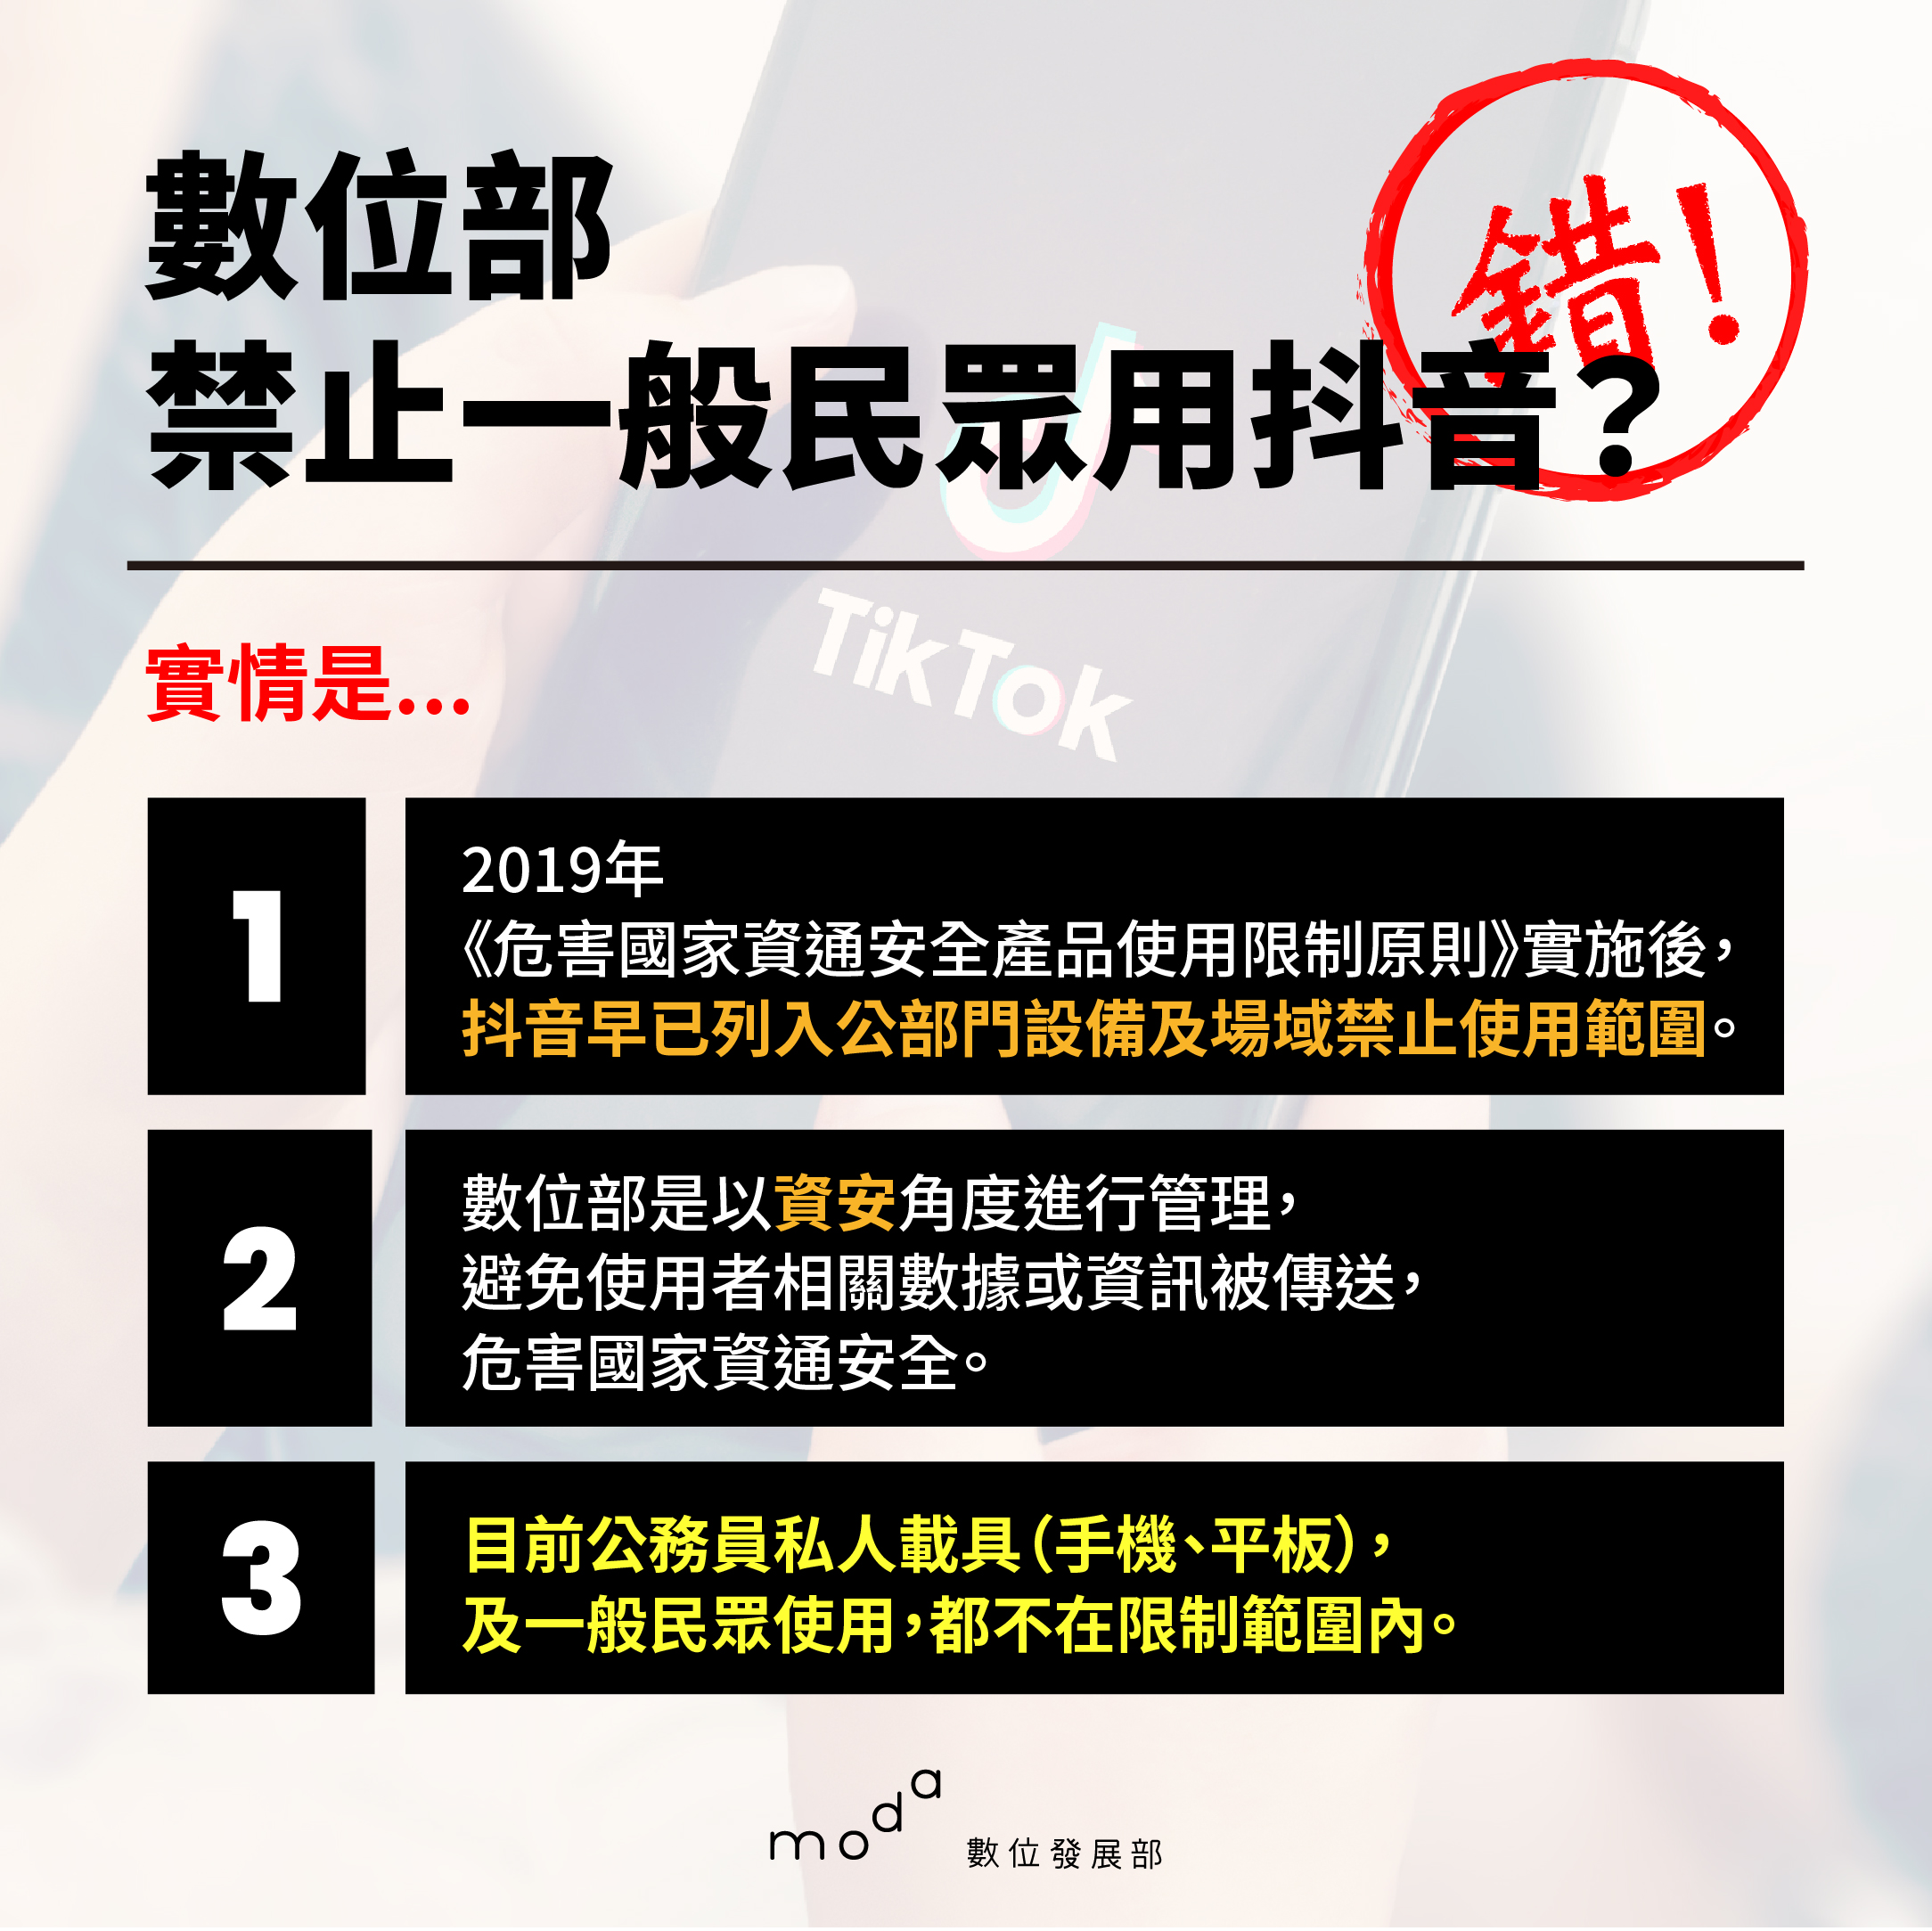 數位部
錯!
禁止一般民眾用抖音?
TikTok
實情是...
1
2019年
《危害國家資通安全產品使用限制原則》實施後,
抖音早已列入公部門設備及場域禁止使用範圍。
2
數位部是以資安角度進行管理,
避免使用者相關數據或資訊被傳送,
危害國家資通安全。
3
目前公務員私人載具(手機、平板),
及一般民眾使用,都不在限制範圍內。
moda 數位發展部